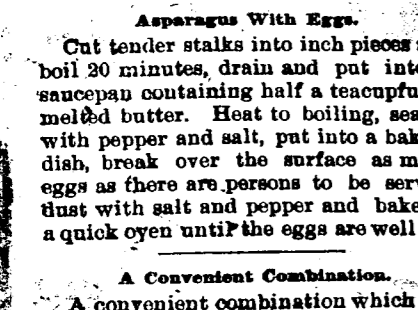 Asparagus With Eggs.
Cut tender stalks into inch pieces
boil 20 minutes, drain and put int
saucepan containing half a teacupfu
melted butter. Heat to boiling, sea
with pepper and salt, put into a bak
dish, break over the surface as m
eggs as there are persons to be ser
dust with salt and pepper and bake
a quick oven until the eggs are well
A Convenient Combination.
A convenient combination which